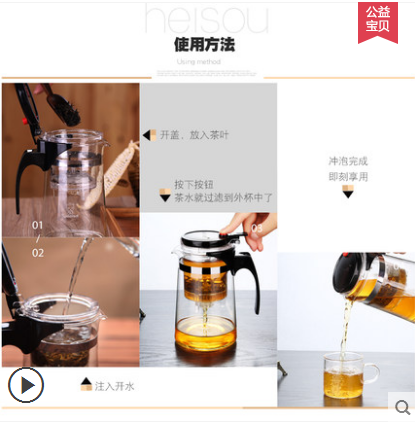 heisou
公益
宝贝
使用方法
Using method
开盖，放入茶叶
冲泡完成
即刻享用
按下按钮
茶水就过滤到外杯中了
01
/
02
03
注入开水